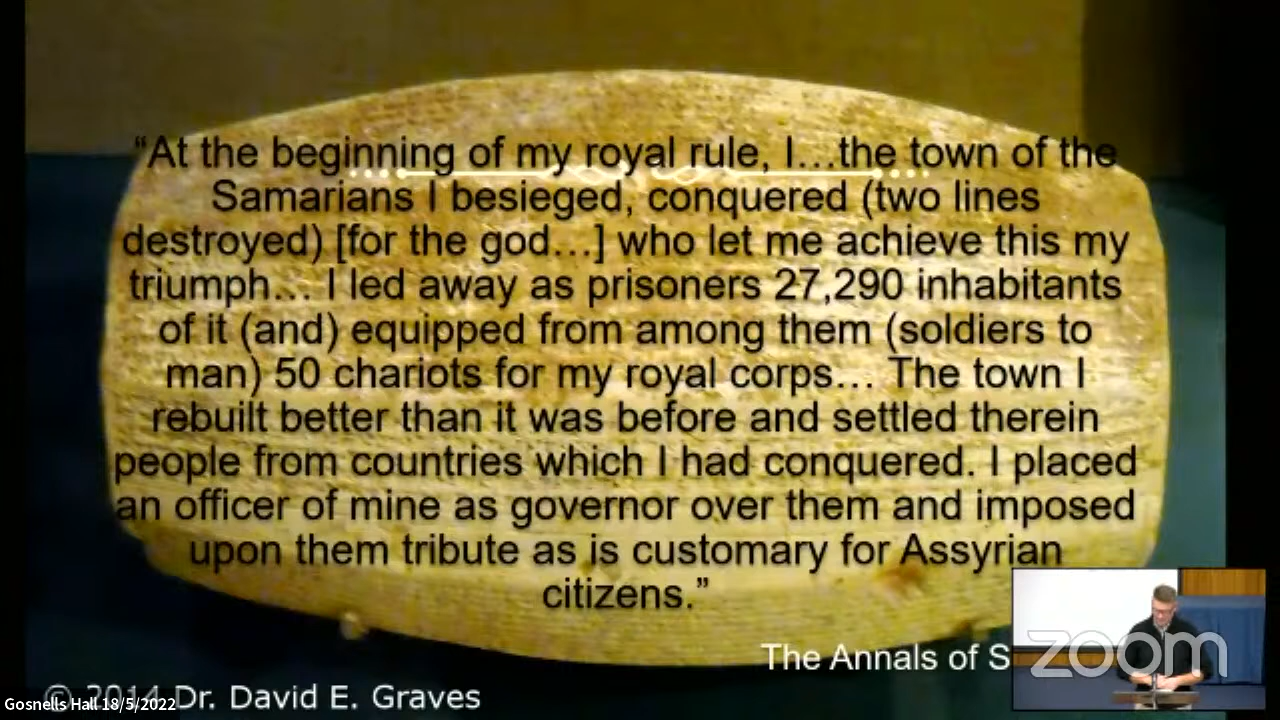 “At the beginning of my royal rule, I…the town of the
Samarians I besieged, conquered (two lines
destroyed) [for the god…] who let me achieve this my
triumph… I led away as prisoners 27,290 inhabitants
of it (and) equipped from among them (soldiers to
man) 50 chariots for my royal corps… The town I
rebuilt better than it was before and settled therein
people from countries which I had conquered. I placed
an officer of mine as governor over them and imposed
upon them tribute as is customary for Assyrian
citizens.”
The Annals of S
zoom
© 2014 Dr. David E. Graves
Gosnells Hall 18/5/2022